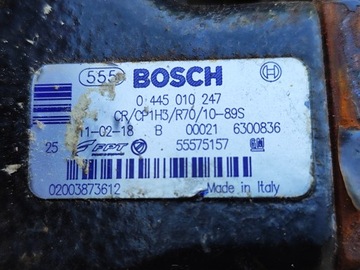 555 BOSCH
0 445 010 247
CR/CP1H3/R70/10-89S
11-02-18 B 00021 6300836
25 FPT 55575157 GM
02003873612 Made in Italy